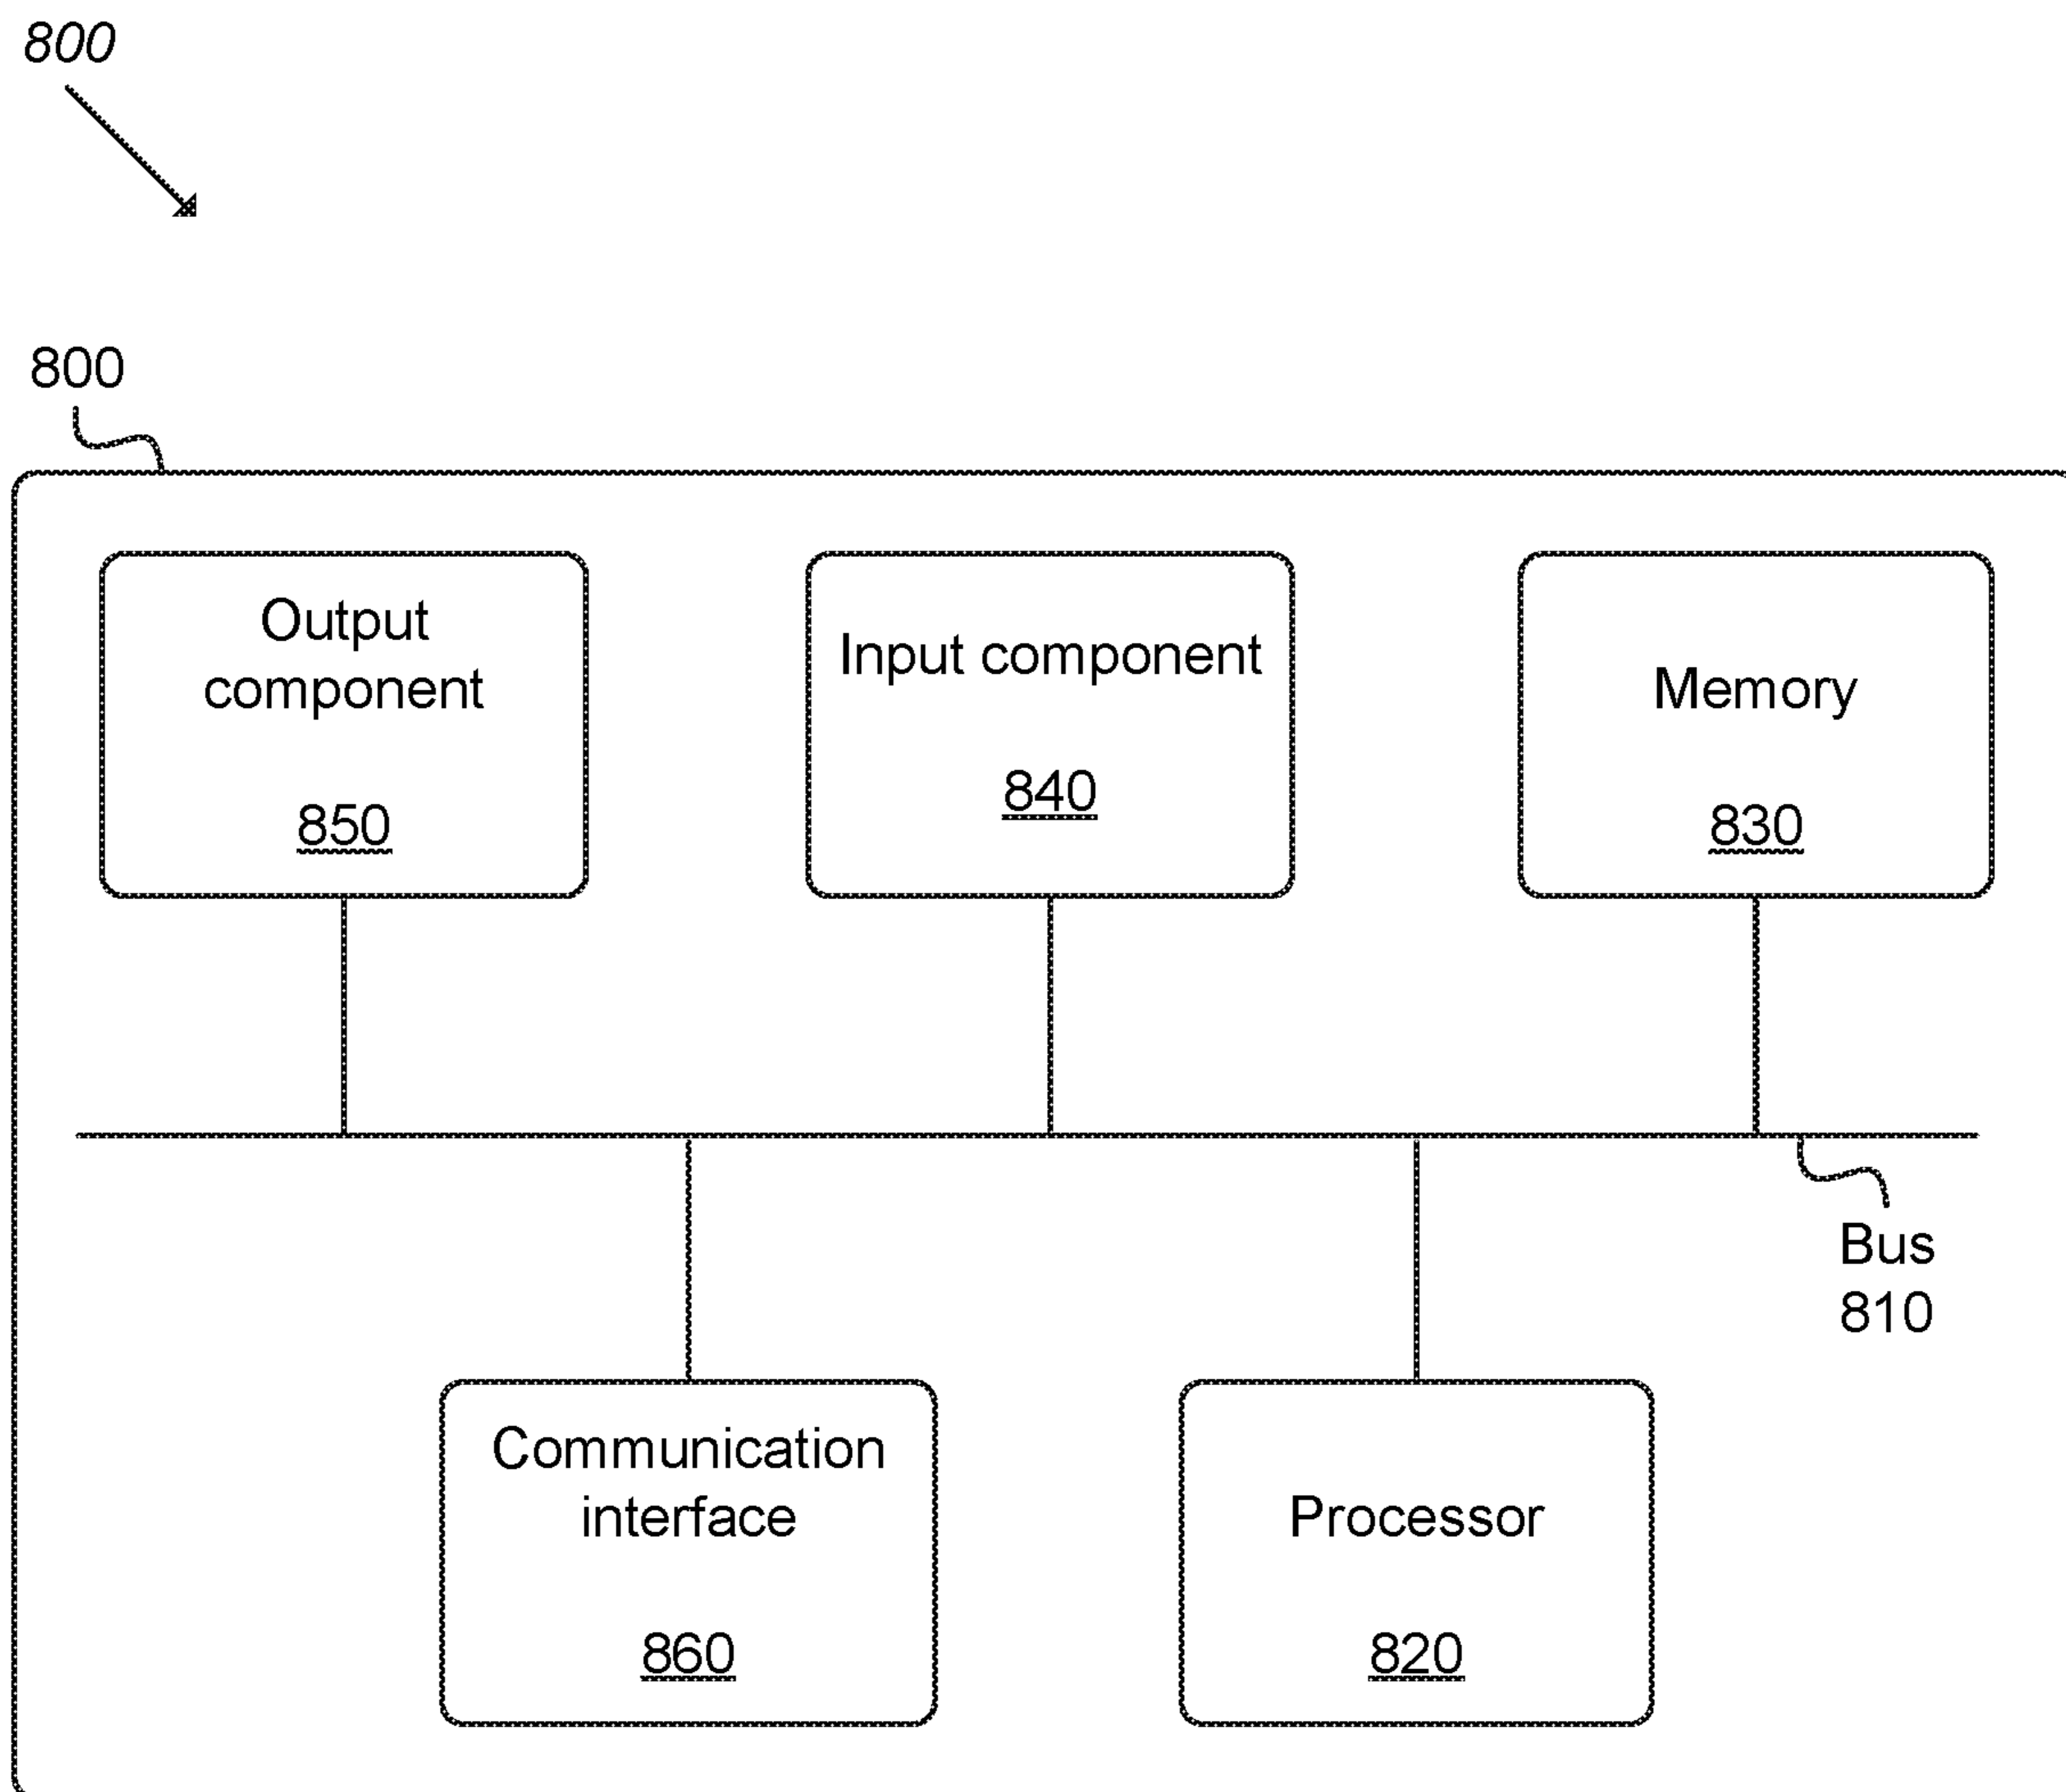 800
800
Output
component
850
Input component
840
Memory
830
Bus
810
Communication
interface
860
Processor
820